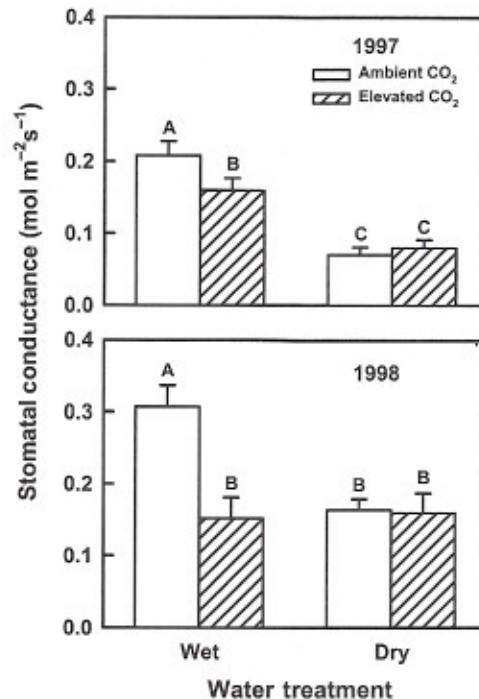 Stomatal conductance (mol m⁻²s⁻¹)
0.4
0.3
0.2
0.1
0.0
1997
Ambient CO₂
Elevated CO₂
A
B
C
C
0.4
0.3
0.2
0.1
0.0
1998
A
B
B
B
Wet
Dry
Water treatment